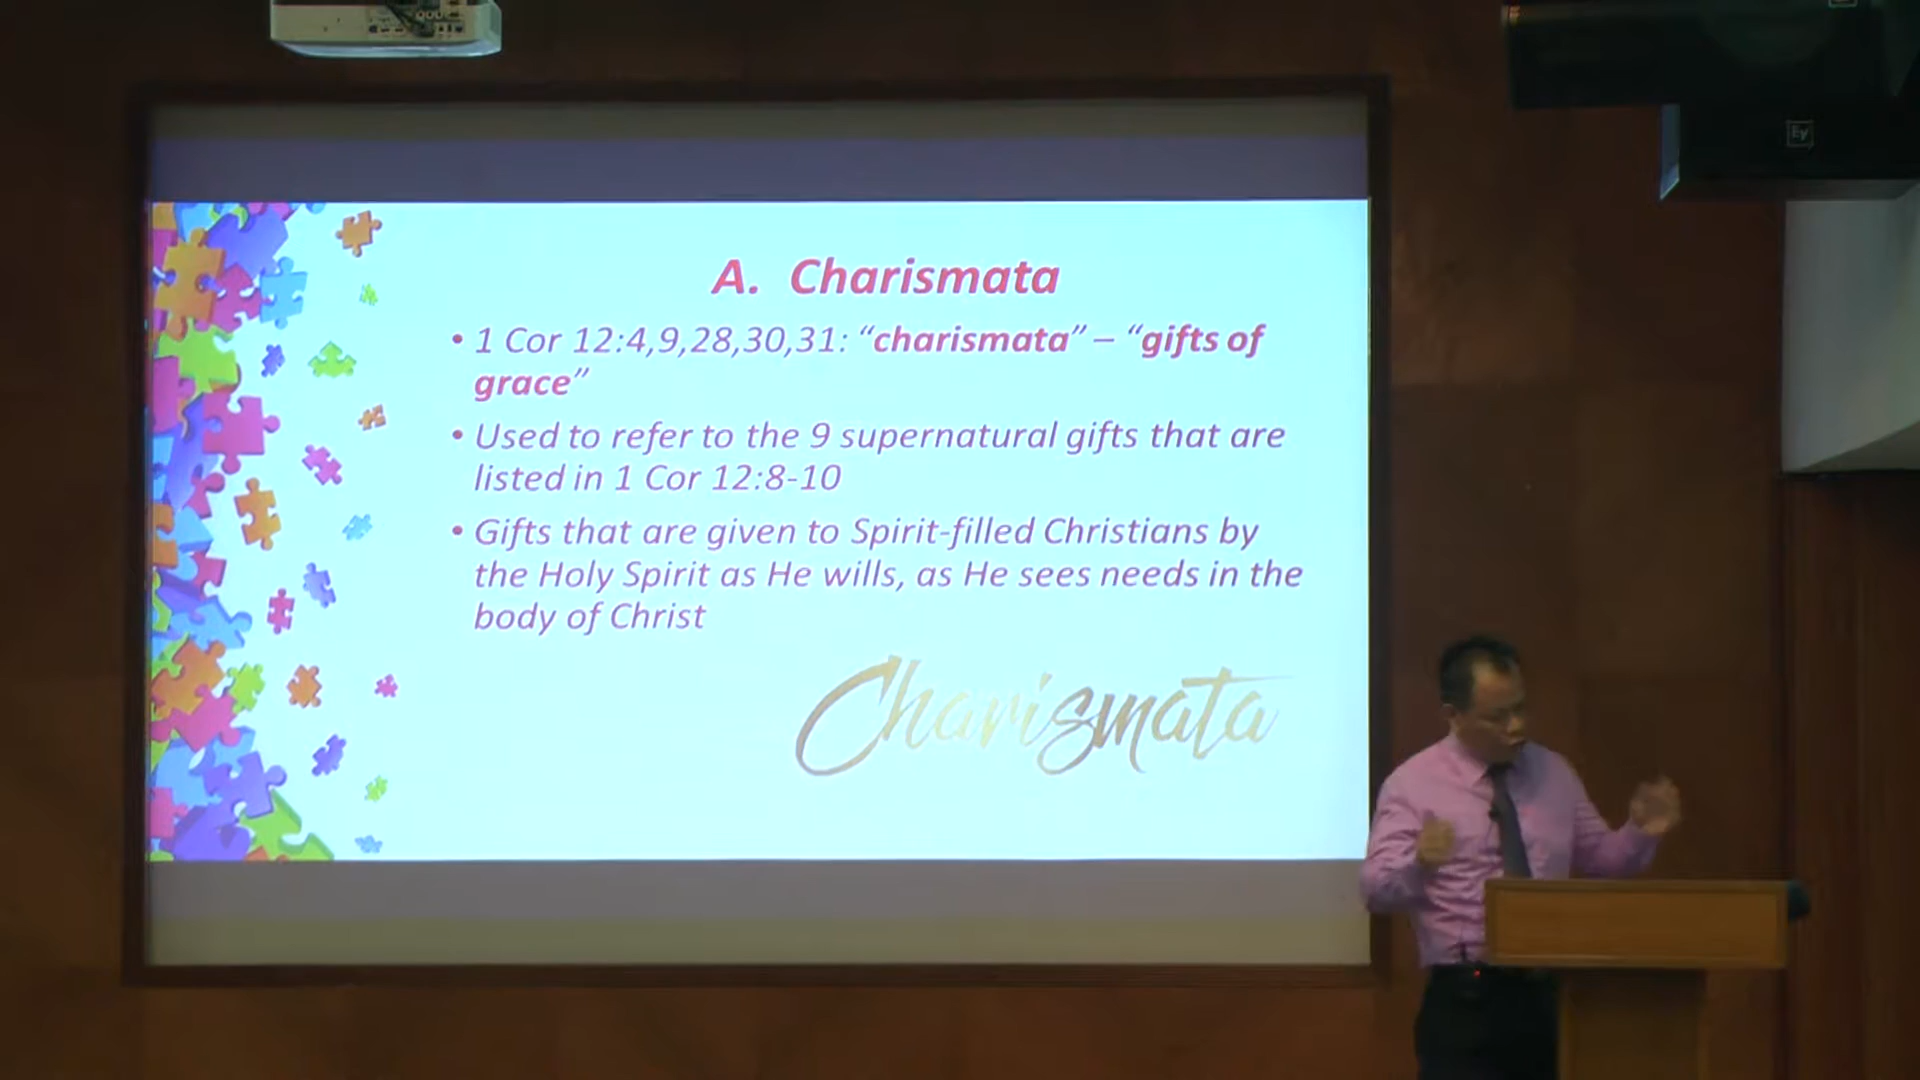 A. Charismata
• 1 Cor 12:4,9,28,30,31: “charismata” – “gifts of
grace”
• Used to refer to the 9 supernatural gifts that are
listed in 1 Cor 12:8-10
• Gifts that are given to Spirit-filled Christians by
the Holy Spirit as He wills, as He sees needs in the
body of Christ
Charismata
EV